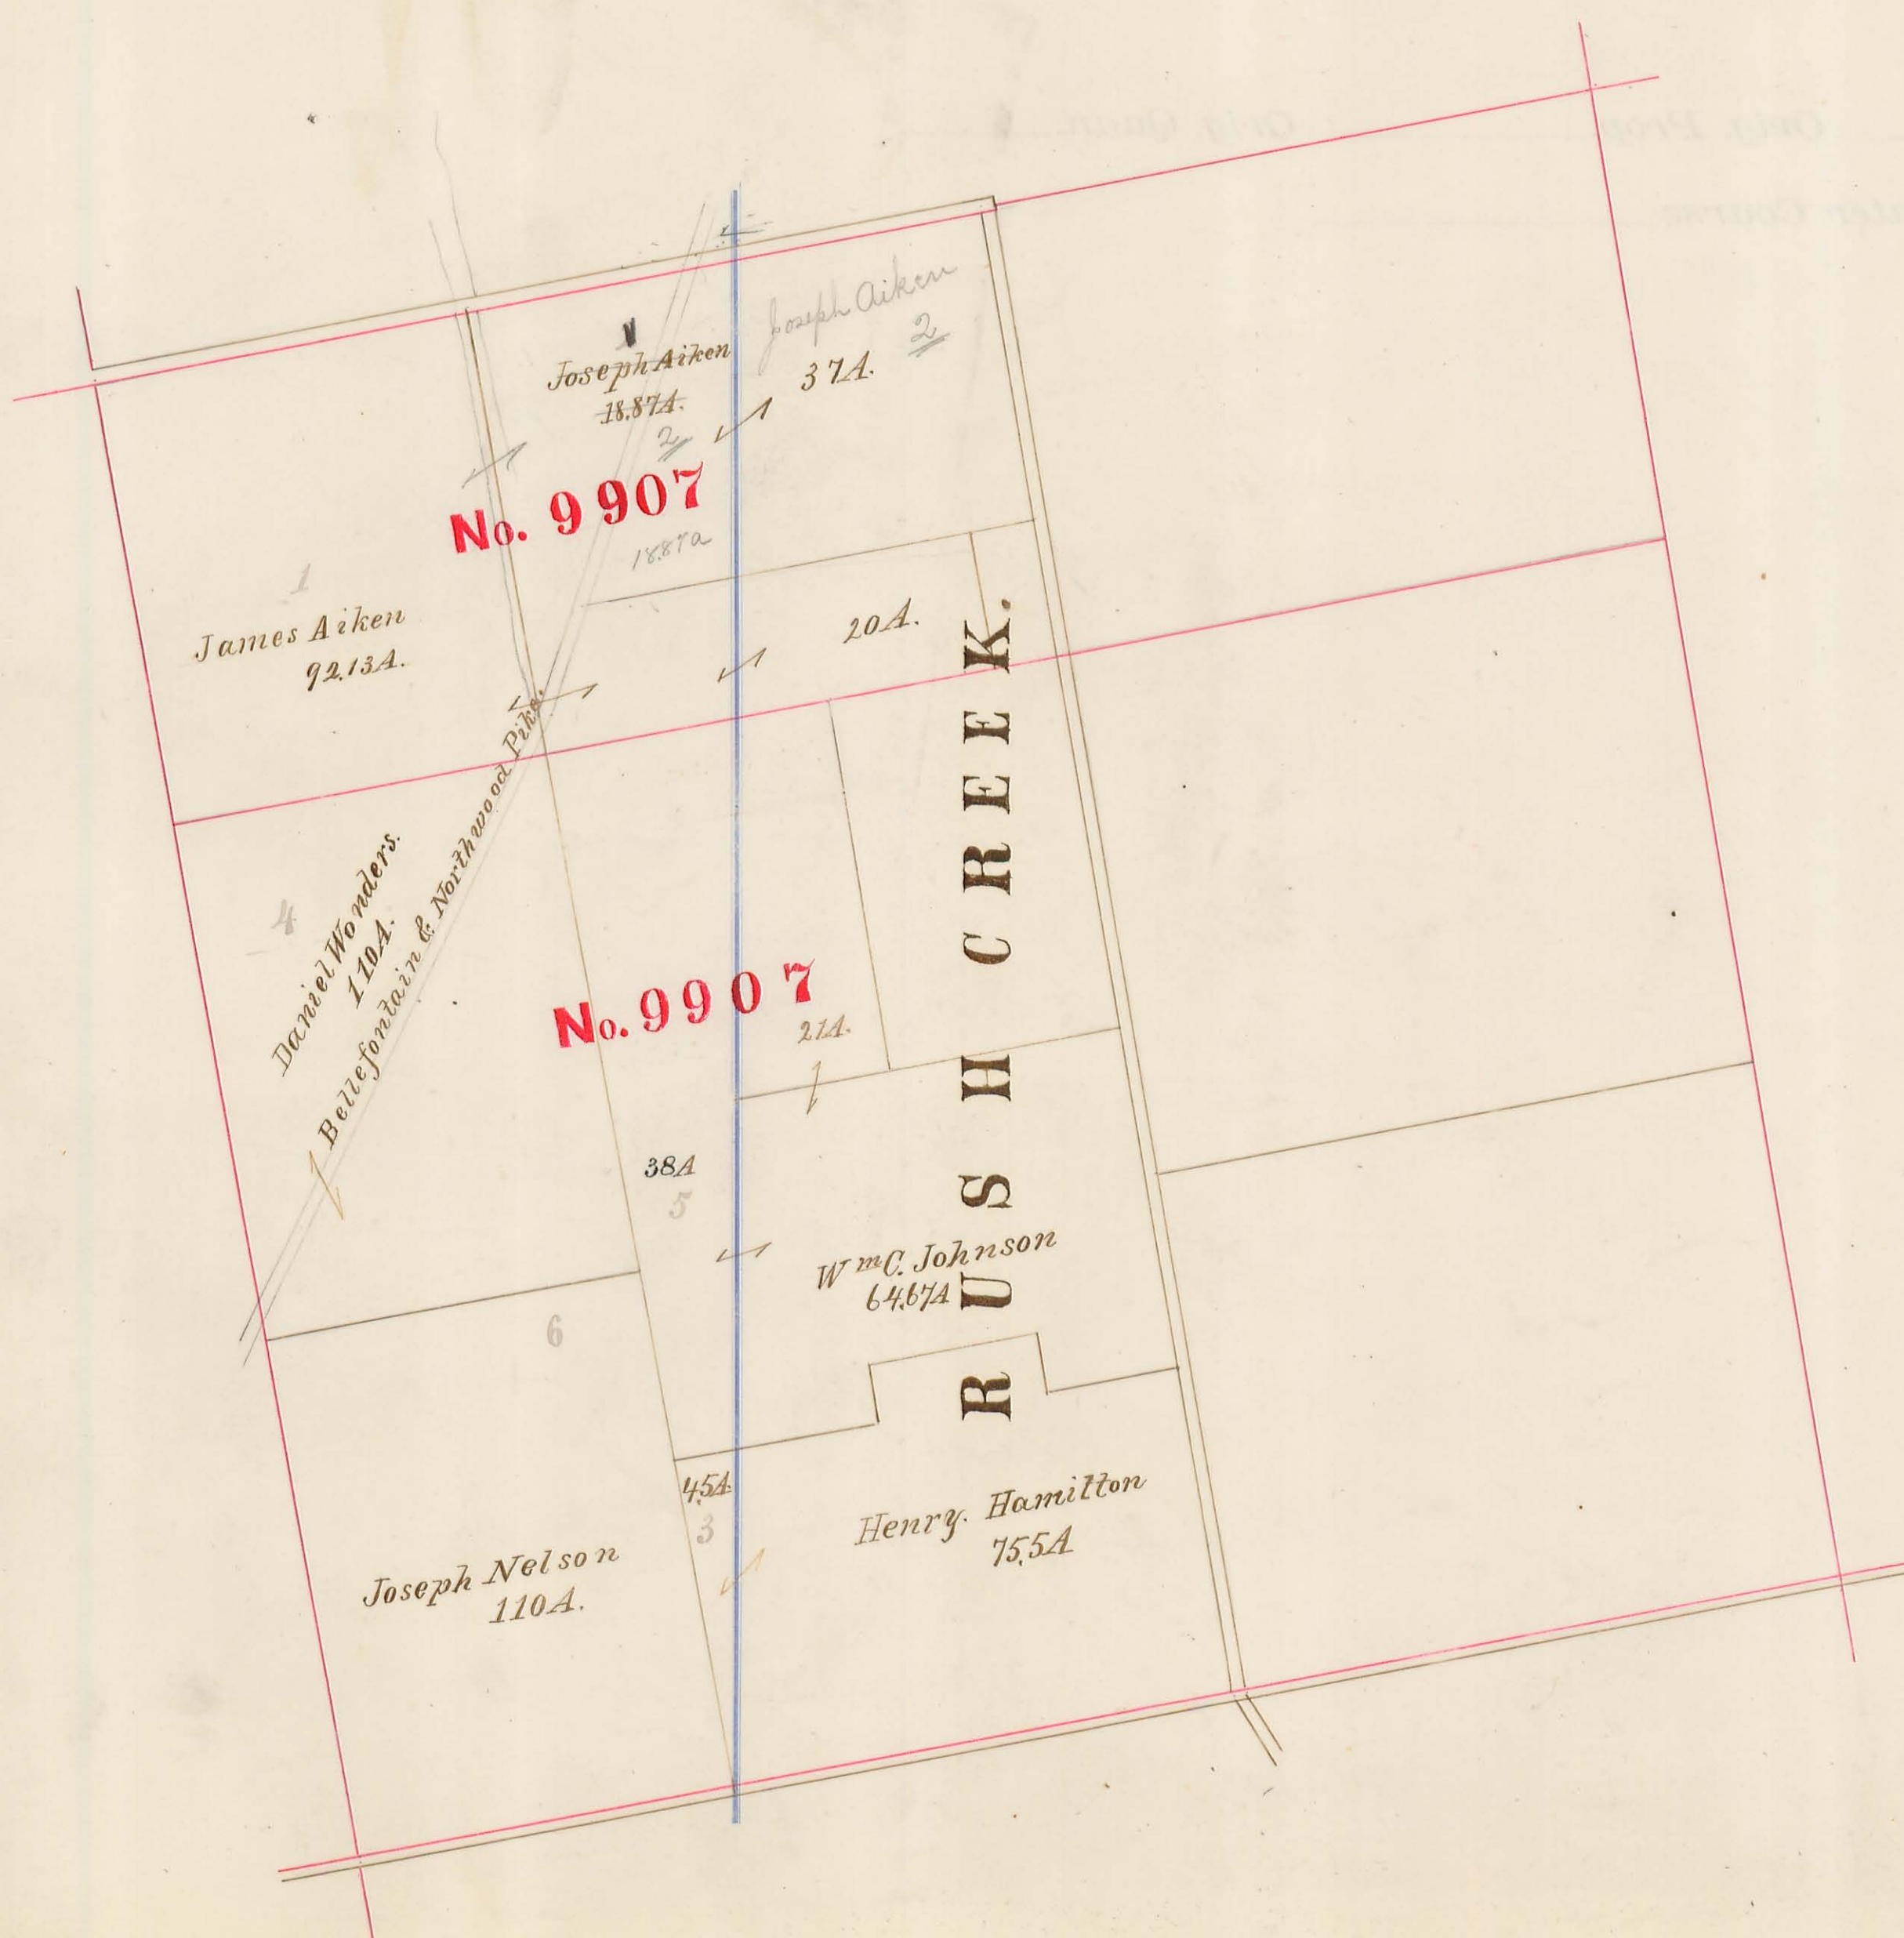 Joseph Aiken
2
37A.
Joseph Aiken
18.87A.
2
No. 9907
18.87a
1
James Aiken
92.13A.
20A.
Daniel Wonders.
110A.
4
Bellefontain & Northwood Pike.
No. 9907
21A.
RUSH CREEK.
38A
5
Wm C. Johnson
64.67A
6
45A.
3
Henry. Hamilton
75.5A
Joseph Nelson
110A.